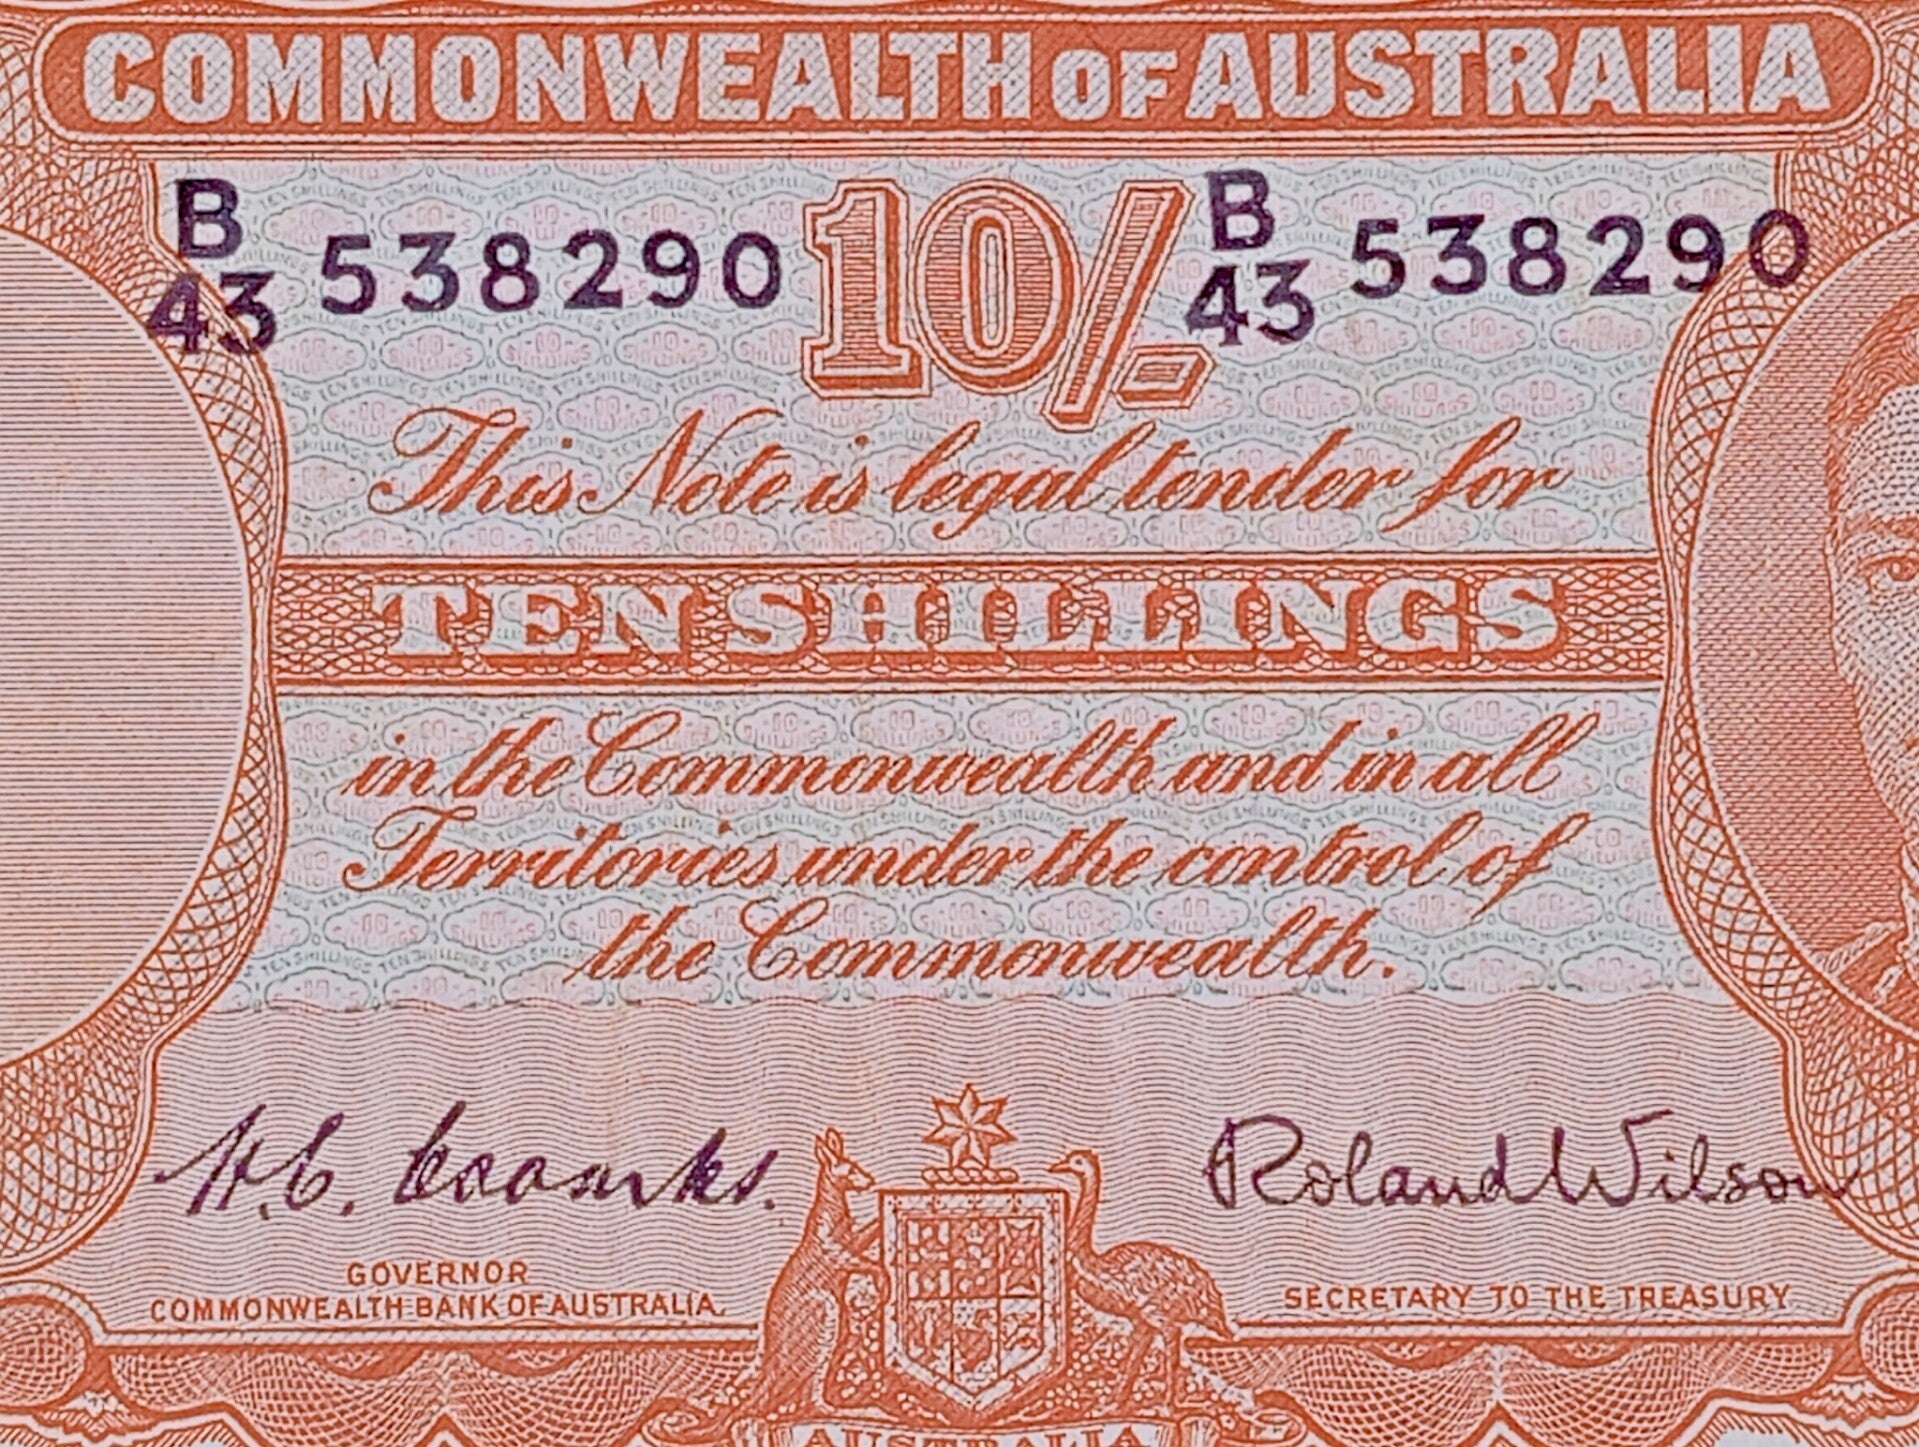 COMMONWEALTH OF AUSTRALIA
B
43 538290
10/-
B
43 538290
This Note is legal tender for
TEN SHILLINGS
in the Commonwealth and in all
Territories under the control of
the Commonwealth.
H. C. Coombs.
Roland Wilson
GOVERNOR
COMMONWEALTH BANK OF AUSTRALIA.
SECRETARY TO THE TREASURY
AUSTRALIA